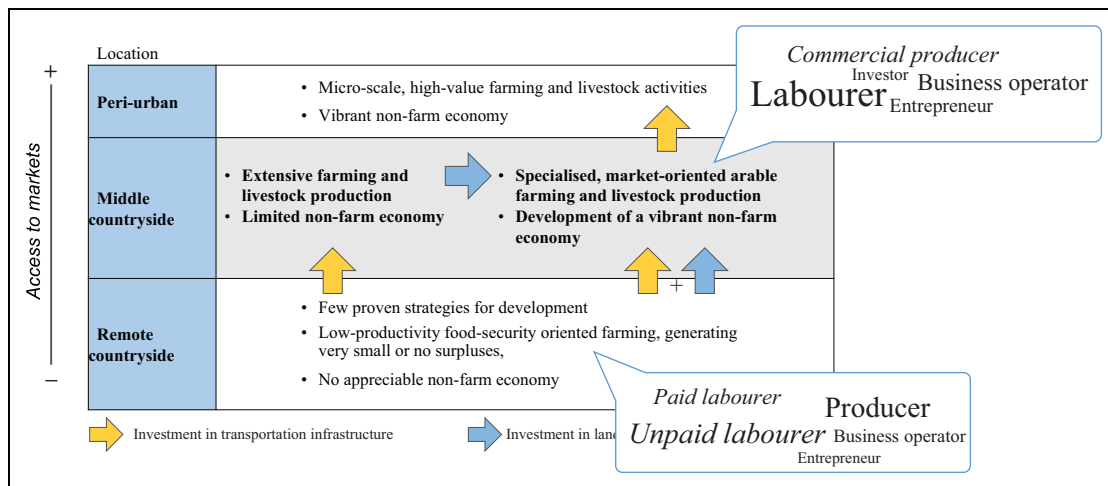 Location
+
Access to markets
−
Peri-urban
• Micro-scale, high-value farming and livestock activities
• Vibrant non-farm economy
Commercial producer
Investor
Labourer
Business operator
Entrepreneur
Middle
countryside
• Extensive farming and
livestock production
• Limited non-farm economy
• Specialised, market-oriented arable
farming and livestock production
• Development of a vibrant non-farm
economy
+
Remote
countryside
• Few proven strategies for development
• Low-productivity food-security oriented farming, generating
very small or no surpluses,
• No appreciable non-farm economy
Paid labourer
Producer
Unpaid labourer
Business operator
Entrepreneur
Investment in transportation infrastructure
Investment in